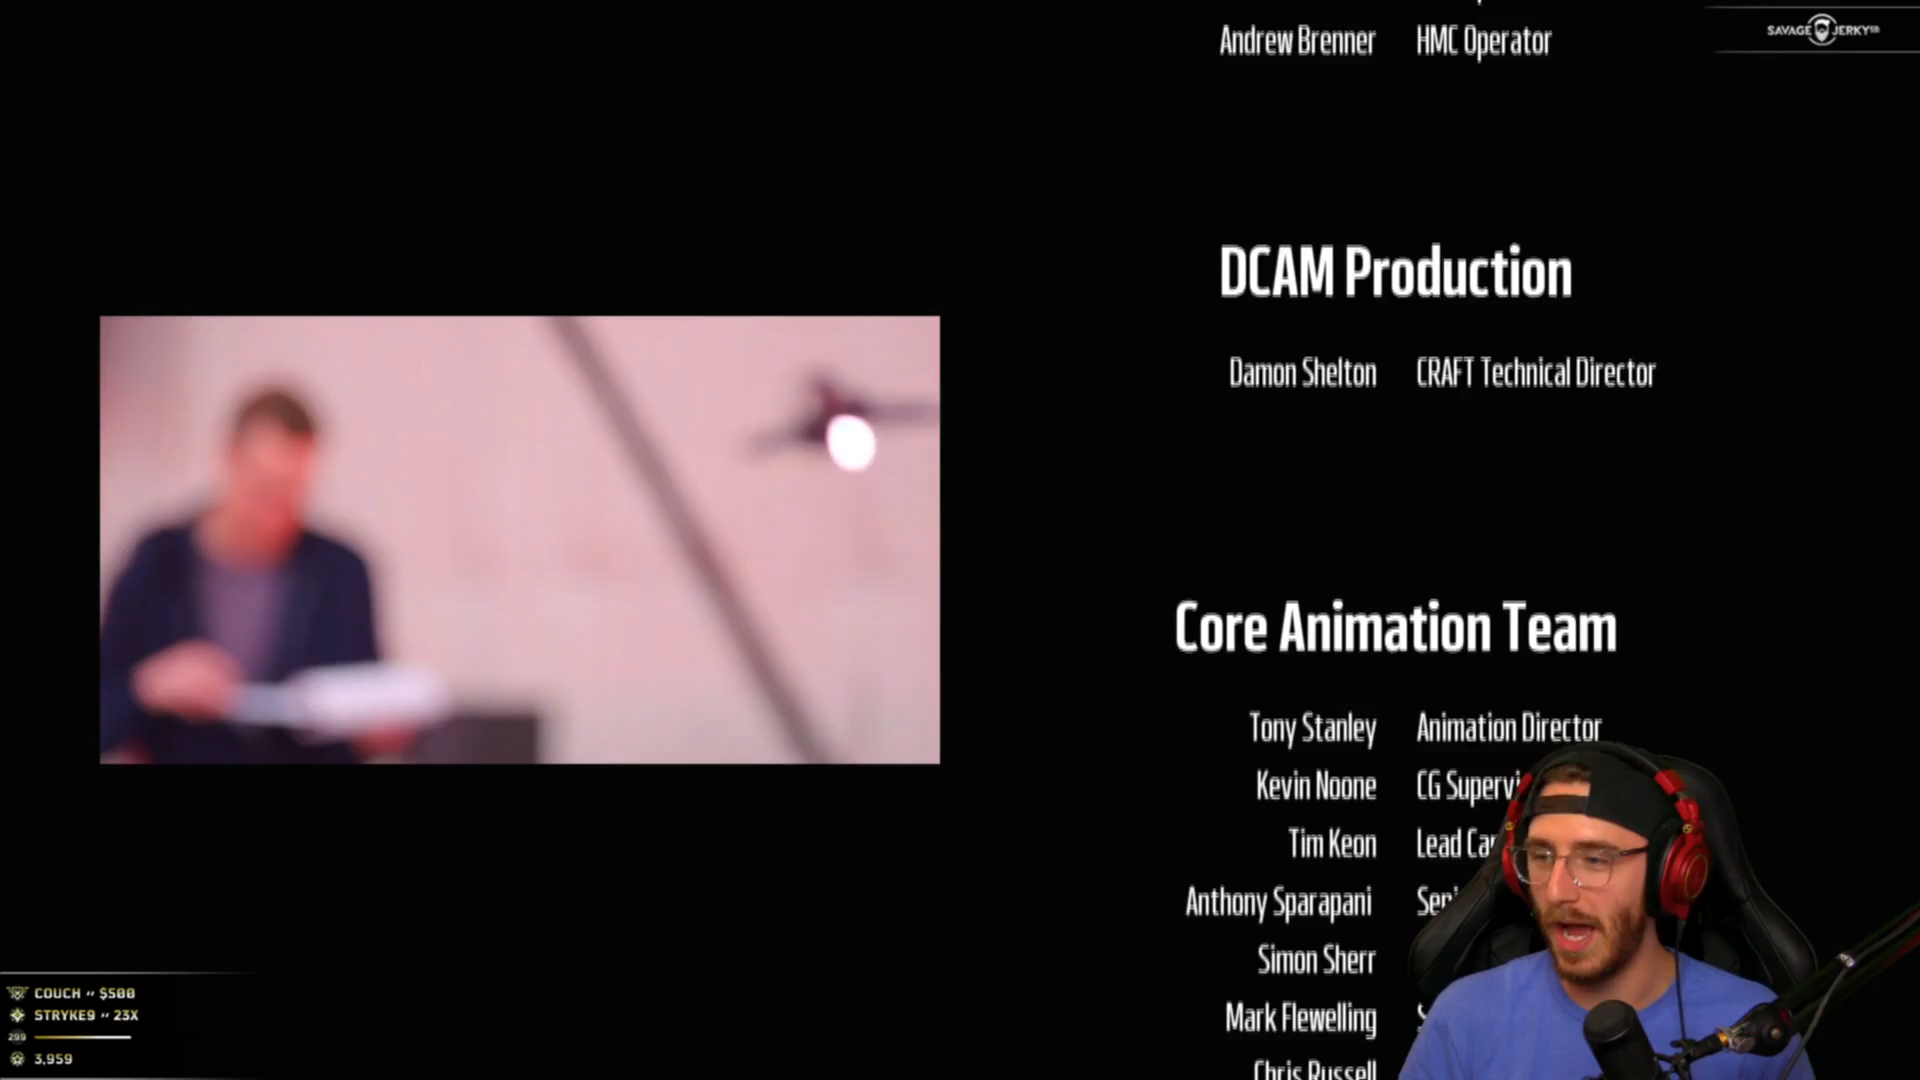 Andrew Brenner HMC Operator
SAVAGE JERKY CO
DCAM Production
Damon Shelton CRAFT Technical Director
Core Animation Team
Tony Stanley Animation Director
Kevin Noone CG
Tim Keon Lead
Anthony Sparapani
Simon Sherr
Mark Flewelling
Chris Russell
COUCH ~ $500
STRYKE9 ~ 23X
299
3,959